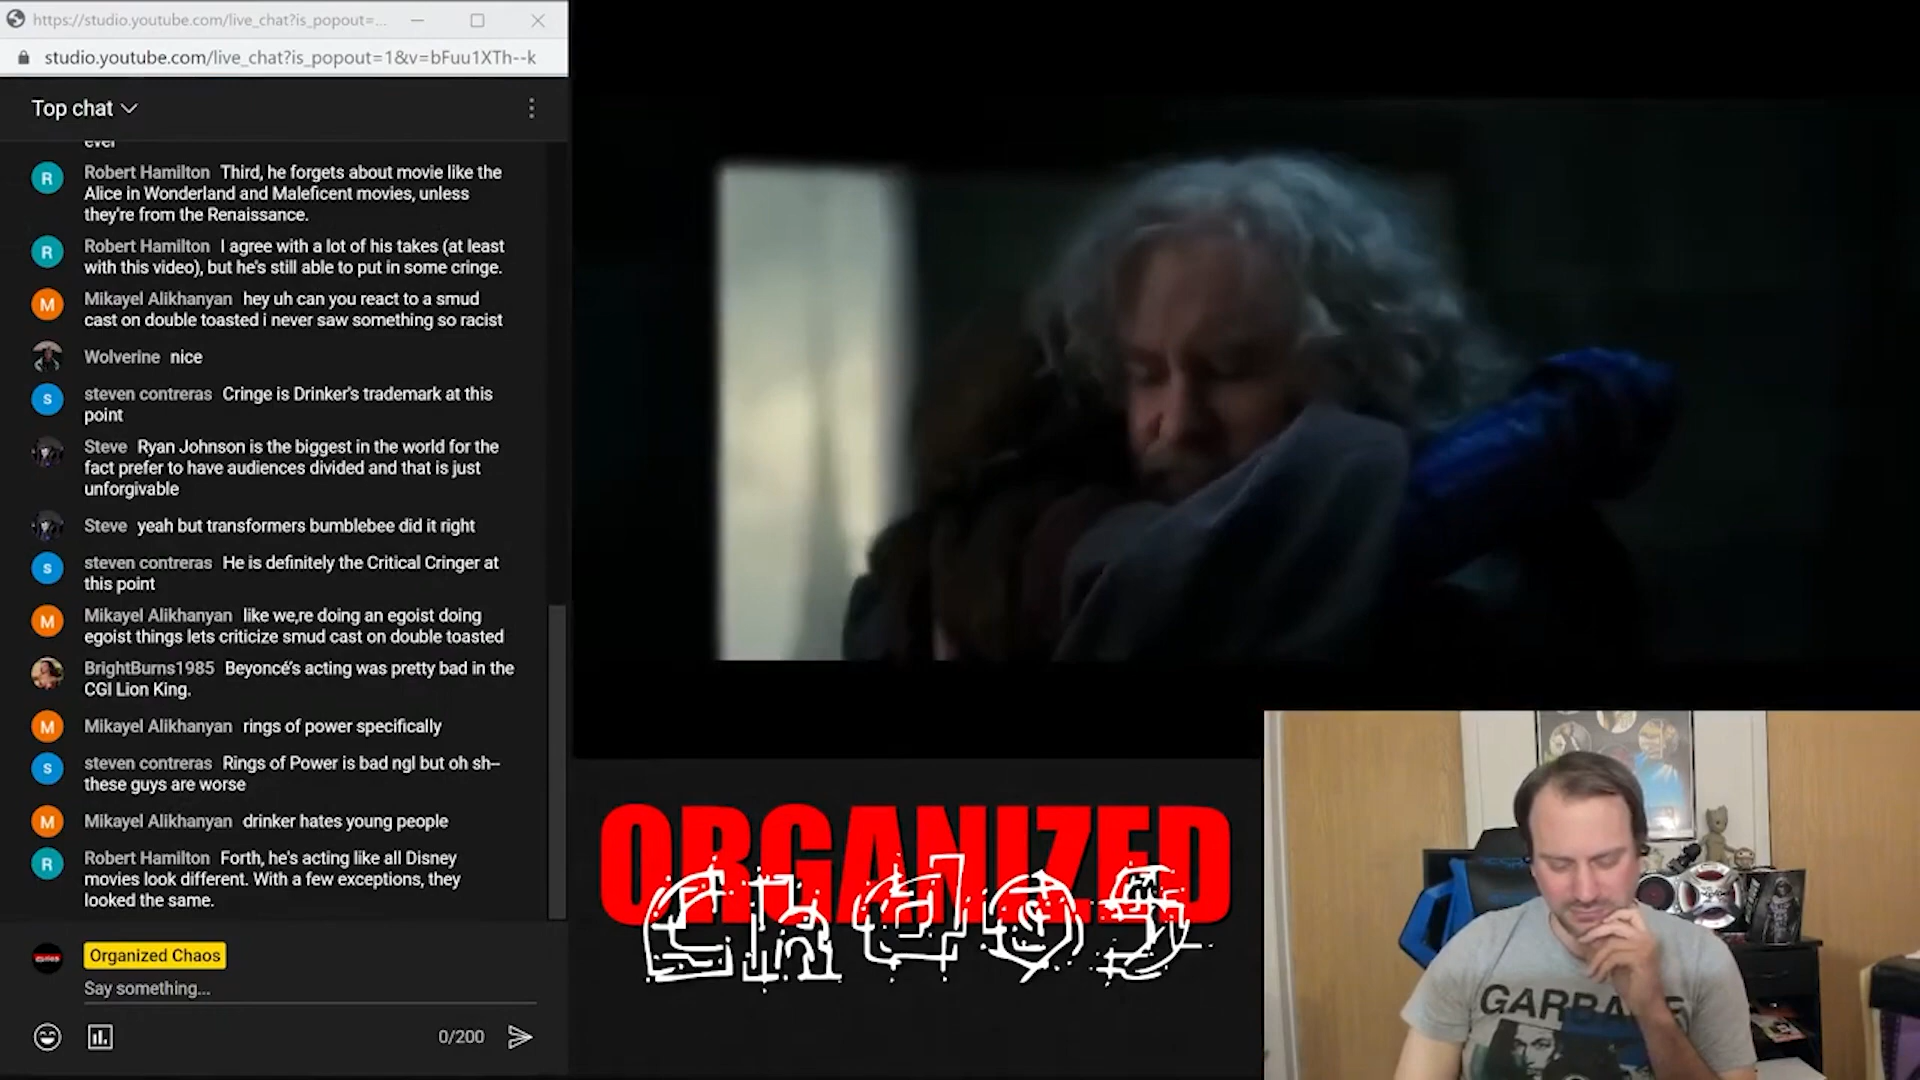 https://studio.youtube.com/live_chat?is_popout=...
studio.youtube.com/live_chat?is_popout=1&v=bFuu1XTh--k
Top chat
ever
Robert Hamilton Third, he forgets about movie like the
Alice in Wonderland and Maleficent movies, unless
they're from the Renaissance.
Robert Hamilton I agree with a lot of his takes (at least
with this video), but he's still able to put in some cringe.
Mikayel Alikhanyan hey uh can you react to a smud
cast on double toasted i never saw something so racist
Wolverine nice
steven contreras Cringe is Drinker's trademark at this
point
Steve Ryan Johnson is the biggest in the world for the
fact prefer to have audiences divided and that is just
unforgivable
Steve yeah but transformers bumblebee did it right
steven contreras He is definitely the Critical Cringer at
this point
Mikayel Alikhanyan like we,re doing an egoist doing
egoist things lets criticize smud cast on double toasted
BrightBurns1985 Beyoncé's acting was pretty bad in the
CGI Lion King.
Mikayel Alikhanyan rings of power specifically
steven contreras Rings of Power is bad ngl but oh sh--
these guys are worse
Mikayel Alikhanyan drinker hates young people
Robert Hamilton Forth, he's acting like all Disney
movies look different. With a few exceptions, they
looked the same.
Organized Chaos
Say something...
0/200
ORGANIZED
chaos
GARBAGE